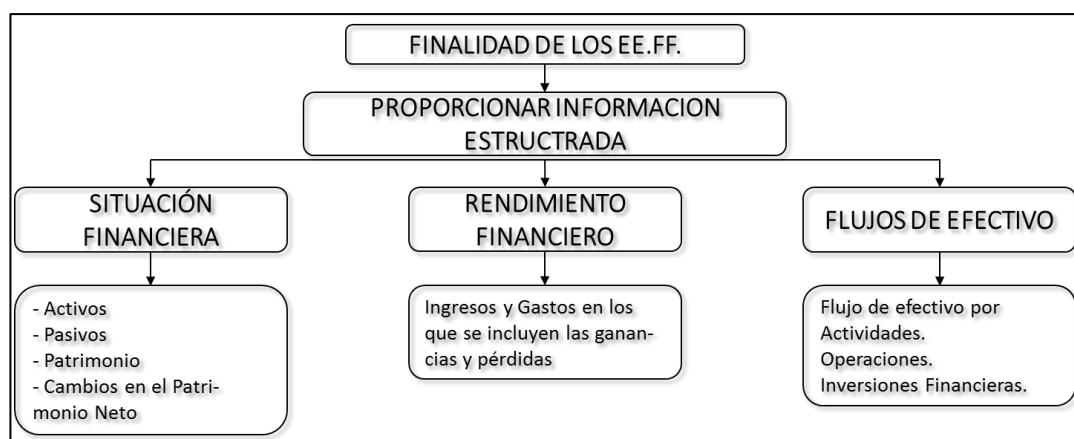 FINALIDAD DE LOS EE.FF.
PROPORCIONAR INFORMACION
ESTRUCTRADA
SITUACIÓN
FINANCIERA
RENDIMIENTO
FINANCIERO
FLUJOS DE EFECTIVO
- Activos
- Pasivos
- Patrimonio
- Cambios en el Patri-
monio Neto
Ingresos y Gastos en los
que se incluyen las ganan-
cias y pérdidas
Flujo de efectivo por
Actividades.
Operaciones.
Inversiones Financieras.